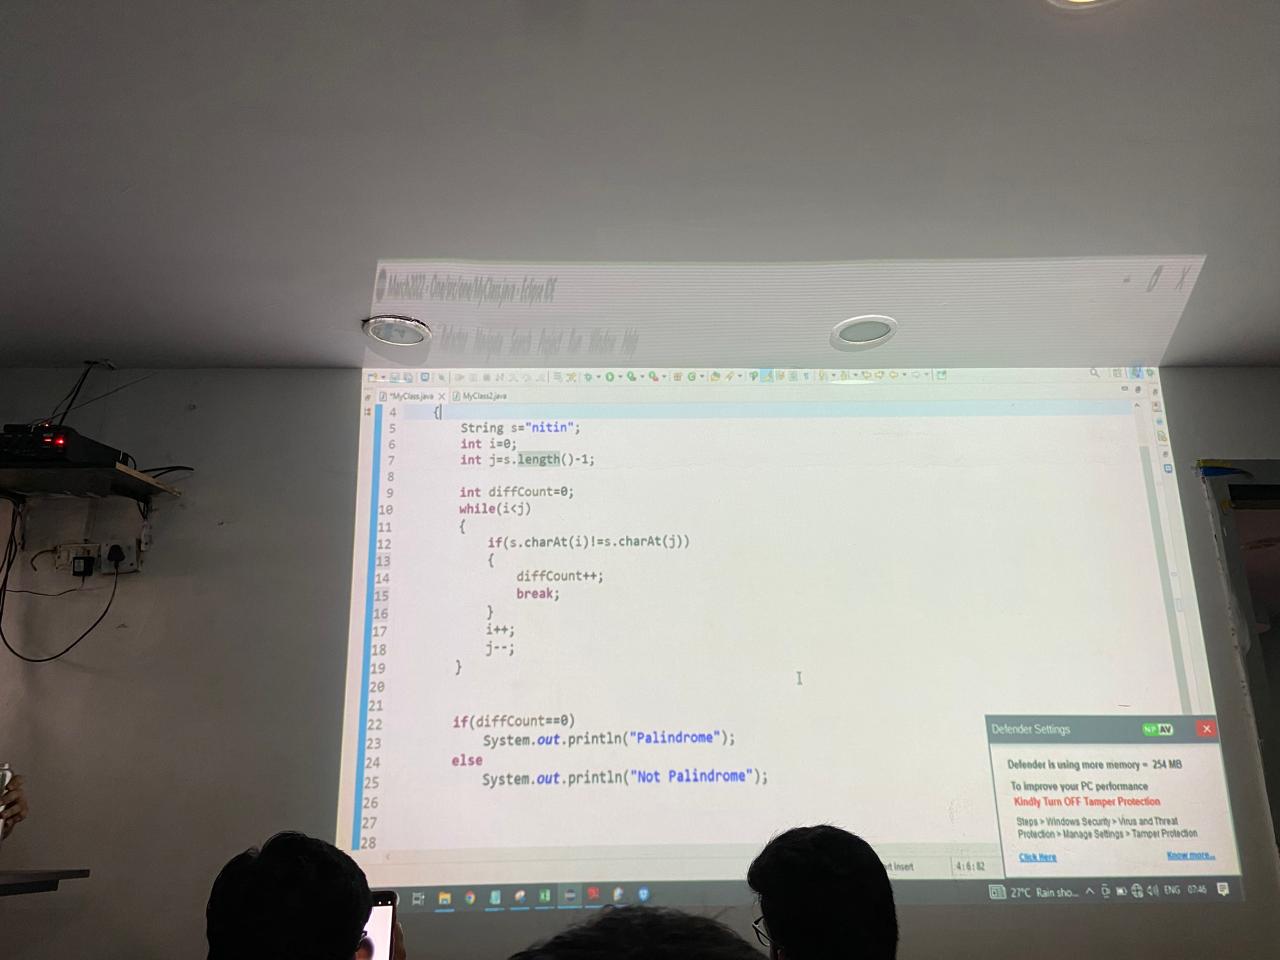 March2022 - One/src/one/MyClass.java - Eclipse IDE
Refactor Navigate Search Project Run Window Help
*MyClass.java MyClass2.java
4 {
5 String s="nitin";
6 int i=0;
7 int j=s.length()-1;
8
9 int diffCount=0;
10 while(i<j)
11 {
12 if(s.charAt(i)!=s.charAt(j))
13 {
14 diffCount++;
15 break;
16 }
17 i++;
18 j--;
19 }
20
21
22 if(diffCount==0)
23 System.out.println("Palindrome");
24 else
25 System.out.println("Not Palindrome");
26
27
28
Defender Settings NP AV
Defender is using more memory = 254 MB
To improve your PC performance
Kindly Turn OFF Tamper Protection
Steps > Windows Security > Virus and Threat
Protection > Manage Settings > Tamper Protection
Click Here Know more...
Insert 4:6:82
27°C Rain sho... ENG 07:46